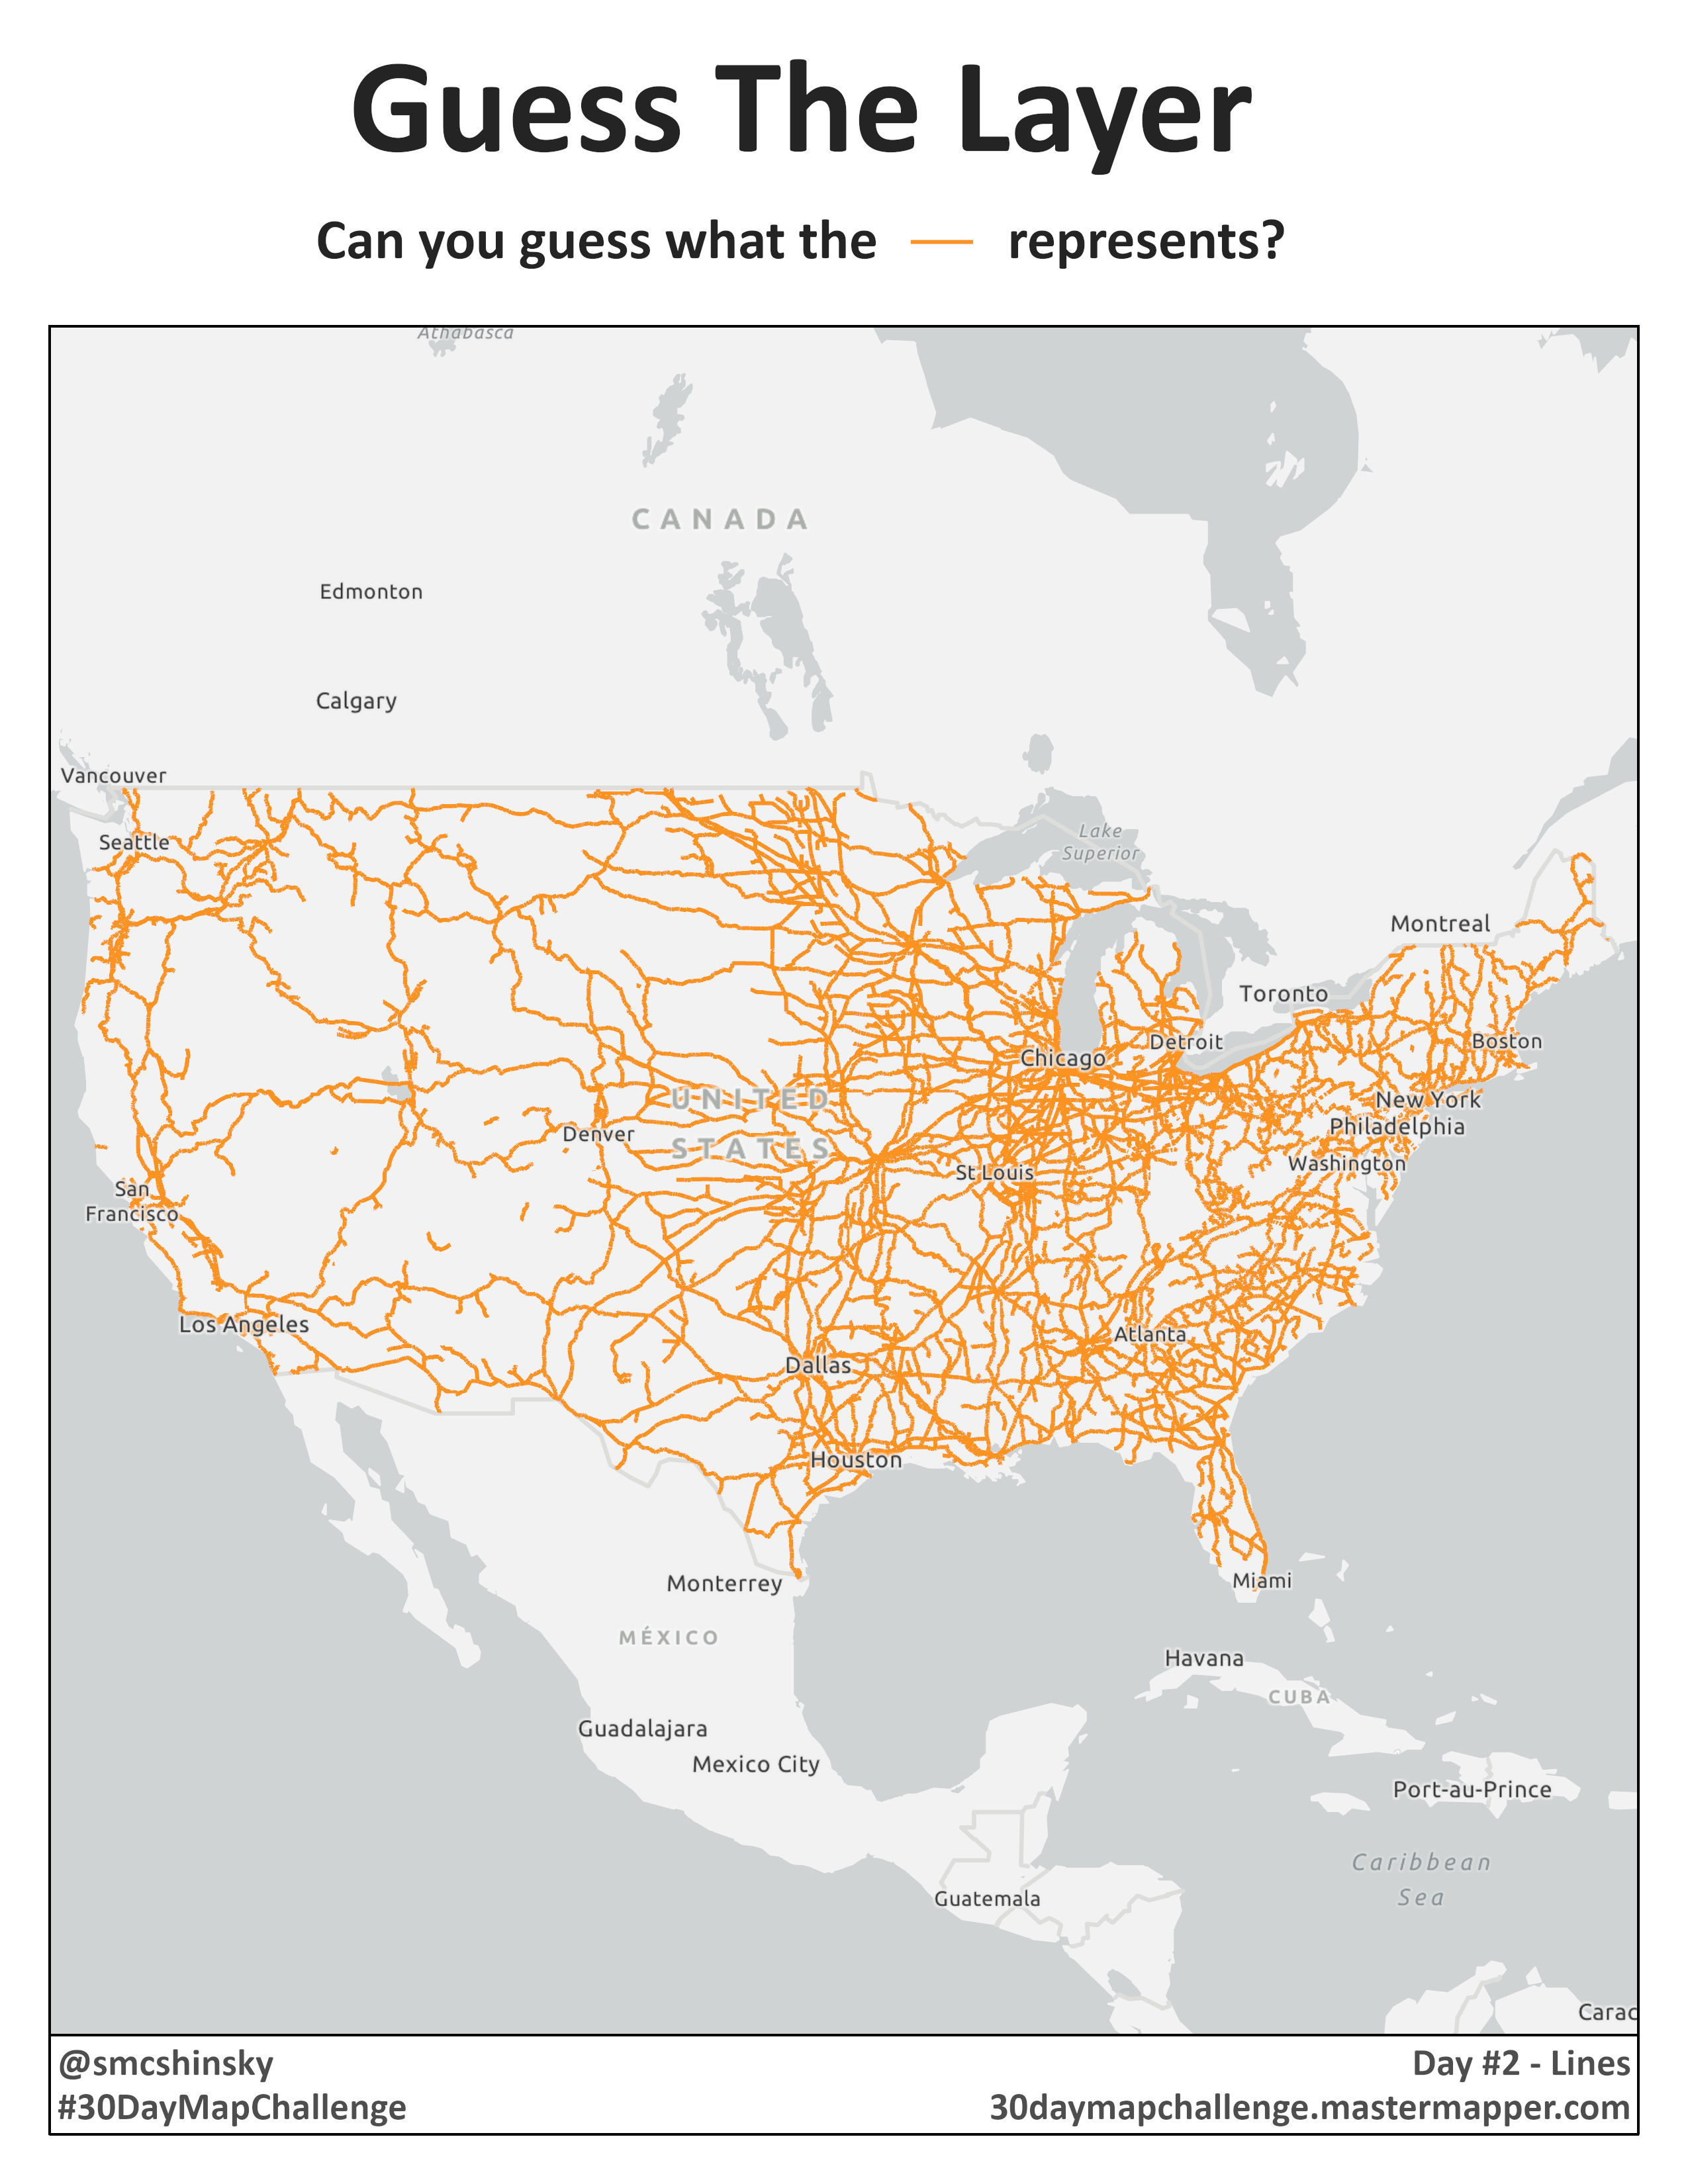 Guess The Layer
Can you guess what the — represents?
Athabasca
CANADA
Edmonton
Calgary
Vancouver
Seattle
Lake
Superior
Montreal
Toronto
Boston
Detroit
Chicago
UNITED
New York
Philadelphia
Denver
STATES
Washington
St Louis
San
Francisco
Los Angeles
Atlanta
Dallas
Houston
Miami
Monterrey
MÉXICO
Havana
CUBA
Guadalajara
Mexico City
Port-au-Prince
Caribbean
Sea
Guatemala
Carac
@smcshinsky
Day #2 - Lines
#30DayMapChallenge
30daymapchallenge.mastermapper.com